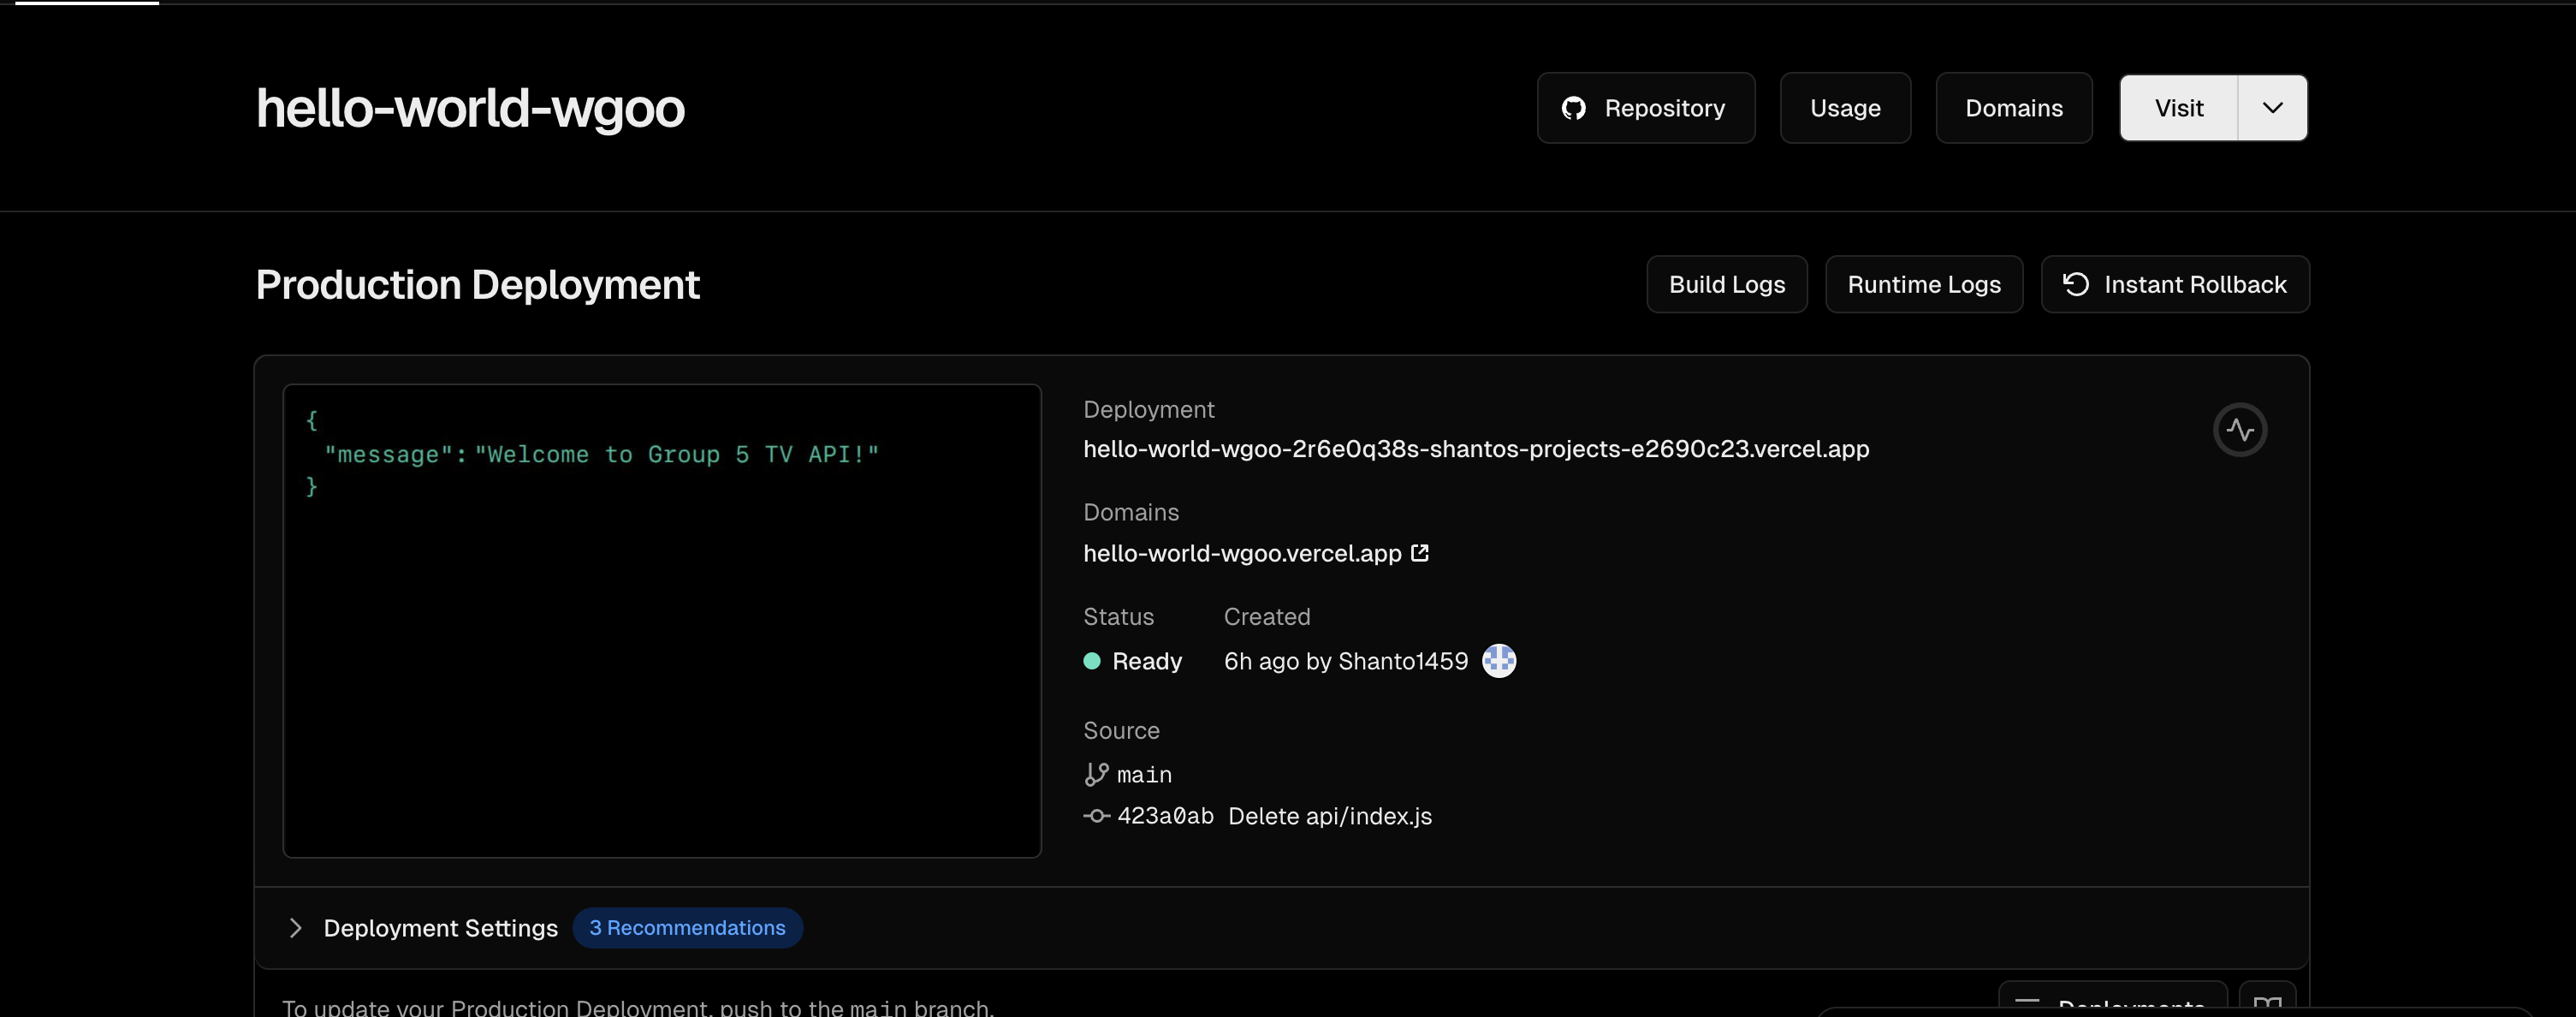 hello-world-wgoo
Repository
Usage
Domains
Visit
Production Deployment
Build Logs
Runtime Logs
Instant Rollback
{
"message": "Welcome to Group 5 TV API!"
}
Deployment
hello-world-wgoo-2r6e0q38s-shantos-projects-e2690c23.vercel.app
Domains
hello-world-wgoo.vercel.app
Status
Created
Ready
6h ago by Shanto1459
Source
main
423a0ab Delete api/index.js
Deployment Settings
3 Recommendations
To update your Production Deployment, push to the main branch.
Deployments